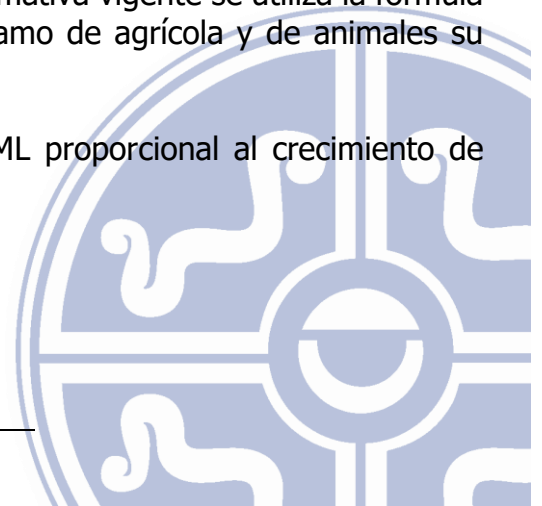 mativa vigente se utiliza la fórmula
amo de agrícola y de animales su
ML proporcional al crecimiento de